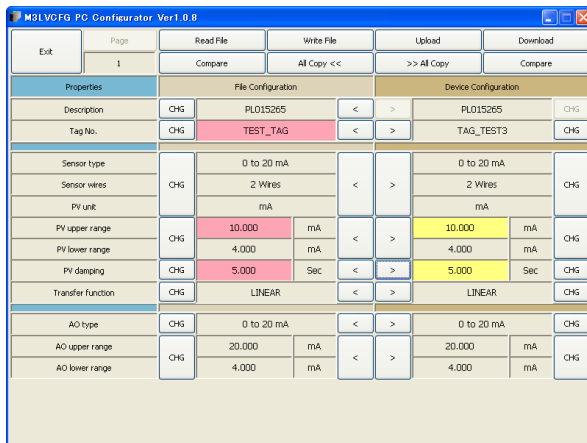 M3LVCFG PC Configurator Ver1.0.8
Exit Page Read File Write File Upload Download
1 Compare All Copy << >> All Copy Compare
Properties File Configuration Device Configuration
Description CHG PL015265 < > PL015265 CHG
Tag No. CHG TEST_TAG < > TAG_TEST3 CHG
Sensor type 0 to 20 mA 0 to 20 mA
Sensor wires CHG 2 Wires < > 2 Wires CHG
PV unit mA mA
PV upper range CHG 10.000 mA < > 10.000 mA CHG
PV lower range 4.000 mA 4.000 mA
PV damping CHG 5.000 Sec < > 5.000 Sec CHG
Transfer function CHG LINEAR < > LINEAR CHG
AO type CHG 0 to 20 mA < > 0 to 20 mA CHG
AO upper range CHG 20.000 mA < > 20.000 mA CHG
AO lower range 4.000 mA 4.000 mA